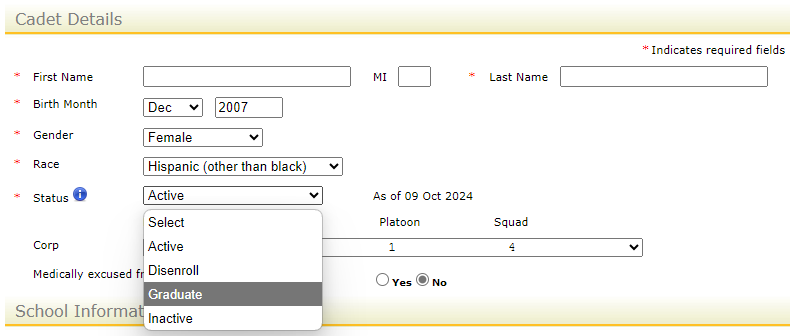 Cadet Details
* Indicates required fields
* First Name MI * Last Name
* Birth Month Dec 2007
* Gender Female
* Race Hispanic (other than black)
* Status i Active As of 09 Oct 2024
Select
Platoon Squad
Active
Corp 1 4
Disenroll
Medically excused Yes No
Graduate
School
Inactive